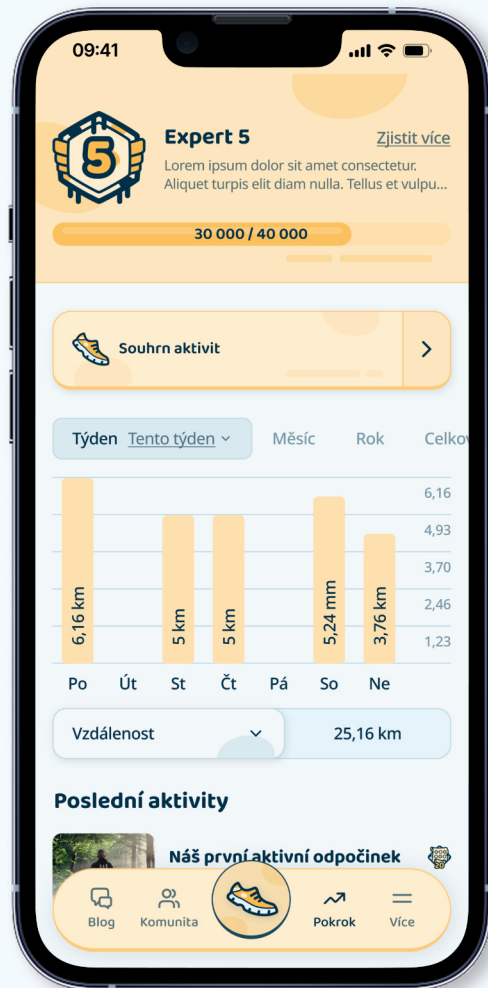 09:41
5
Expert 5
Zjistit více
Lorem ipsum dolor sit amet consectetur.
Aliquet turpis elit diam nulla. Tellus et vulpu...
30 000 / 40 000
Souhrn aktivit
Týden Tento týden Měsíc Rok Celkov
6,16
4,93
3,70
2,46
1,23
6,16 km
5 km
5 km
5,24 mm
3,76 km
Po Út St Čt Pá So Ne
Vzdálenost
25,16 km
Poslední aktivity
Náš první aktivní odpočinek
Blog Komunita Pokrok Více